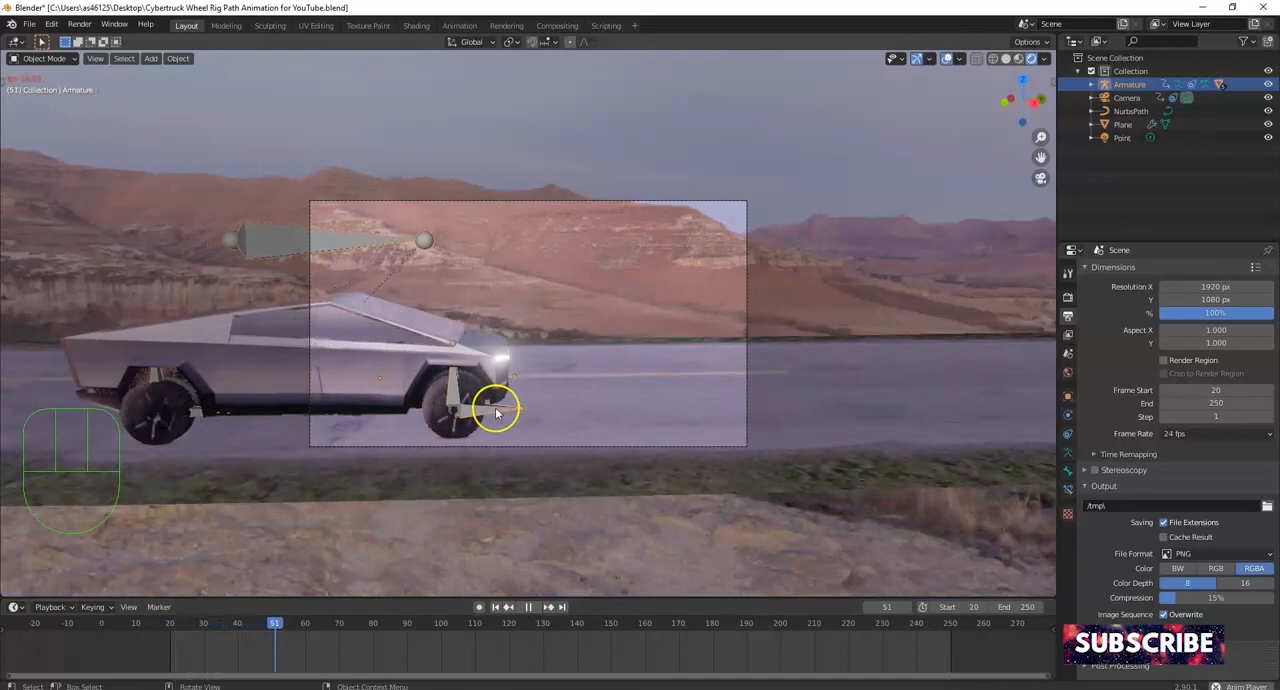 Blender* [C:\Users\as46125\Desktop\Cybertruck Wheel Rig Path Animation for YouTube.blend]
File Edit Render Window Help Layout Modeling Sculpting UV Editing Texture Paint Shading Animation Rendering Compositing Scripting + Scene View Layer
Global Options
Object Mode View Select Add Object
(51) Collection | Armature
Scene Collection
Collection
Armature
Camera
NurbsPath
Plane
Point
Scene
Dimensions
Resolution X 1920 px
Y 1080 px
% 100%
Aspect X 1.000
Y 1.000
Render Region
Crop to Render Region
Frame Start 20
End 250
Step 1
Frame Rate 24 fps
Time Remapping
Stereoscopy
Output
/tmp\
Saving File Extensions
Cache Result
File Format PNG
Color BW RGB RGBA
Color Depth 8 16
Compression 15%
Image Sequence Overwrite
SUBSCRIBE
Playback Keying View Marker 51 Start 20 End 250
-20 -10 0 10 20 30 40 51 60 70 80 90 100 110 120 130 140 150 160 170 180 190 200 210 220 230 240 250 260 270
Select Box Select Rotate View Object Context Menu 2.90.1 Anim Player